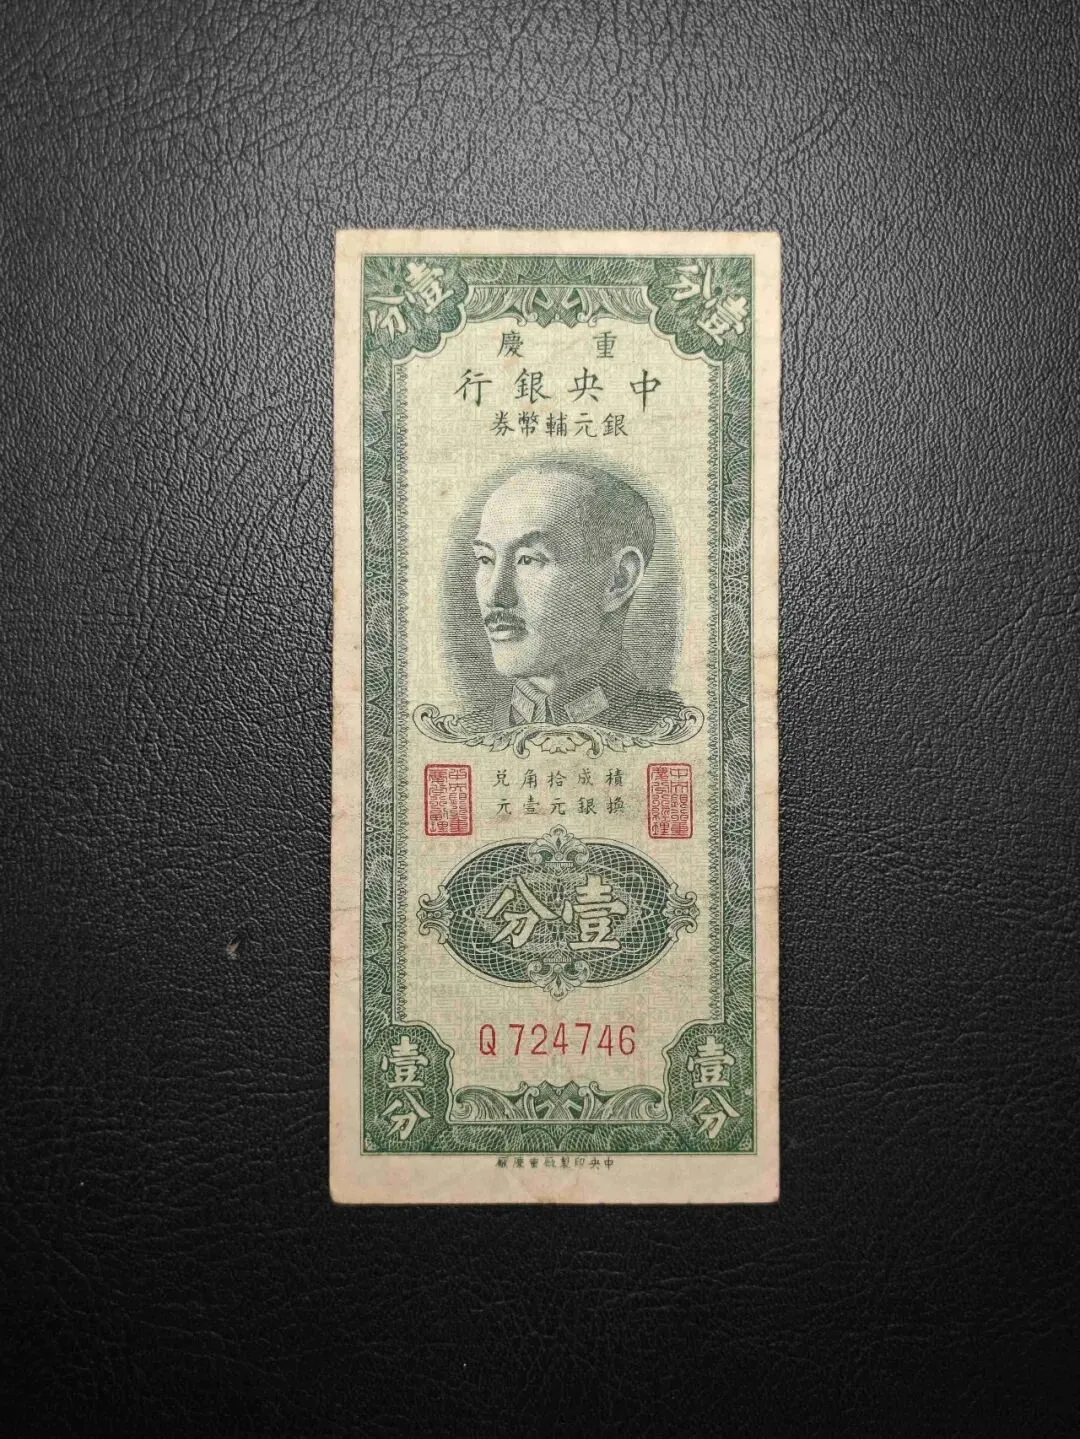 壹分
壹分
重慶
中央銀行
銀元輔幣券
積成拾角兌
換銀元壹元
壹分
Q724746
壹分
壹分
中央印製廠重慶廠